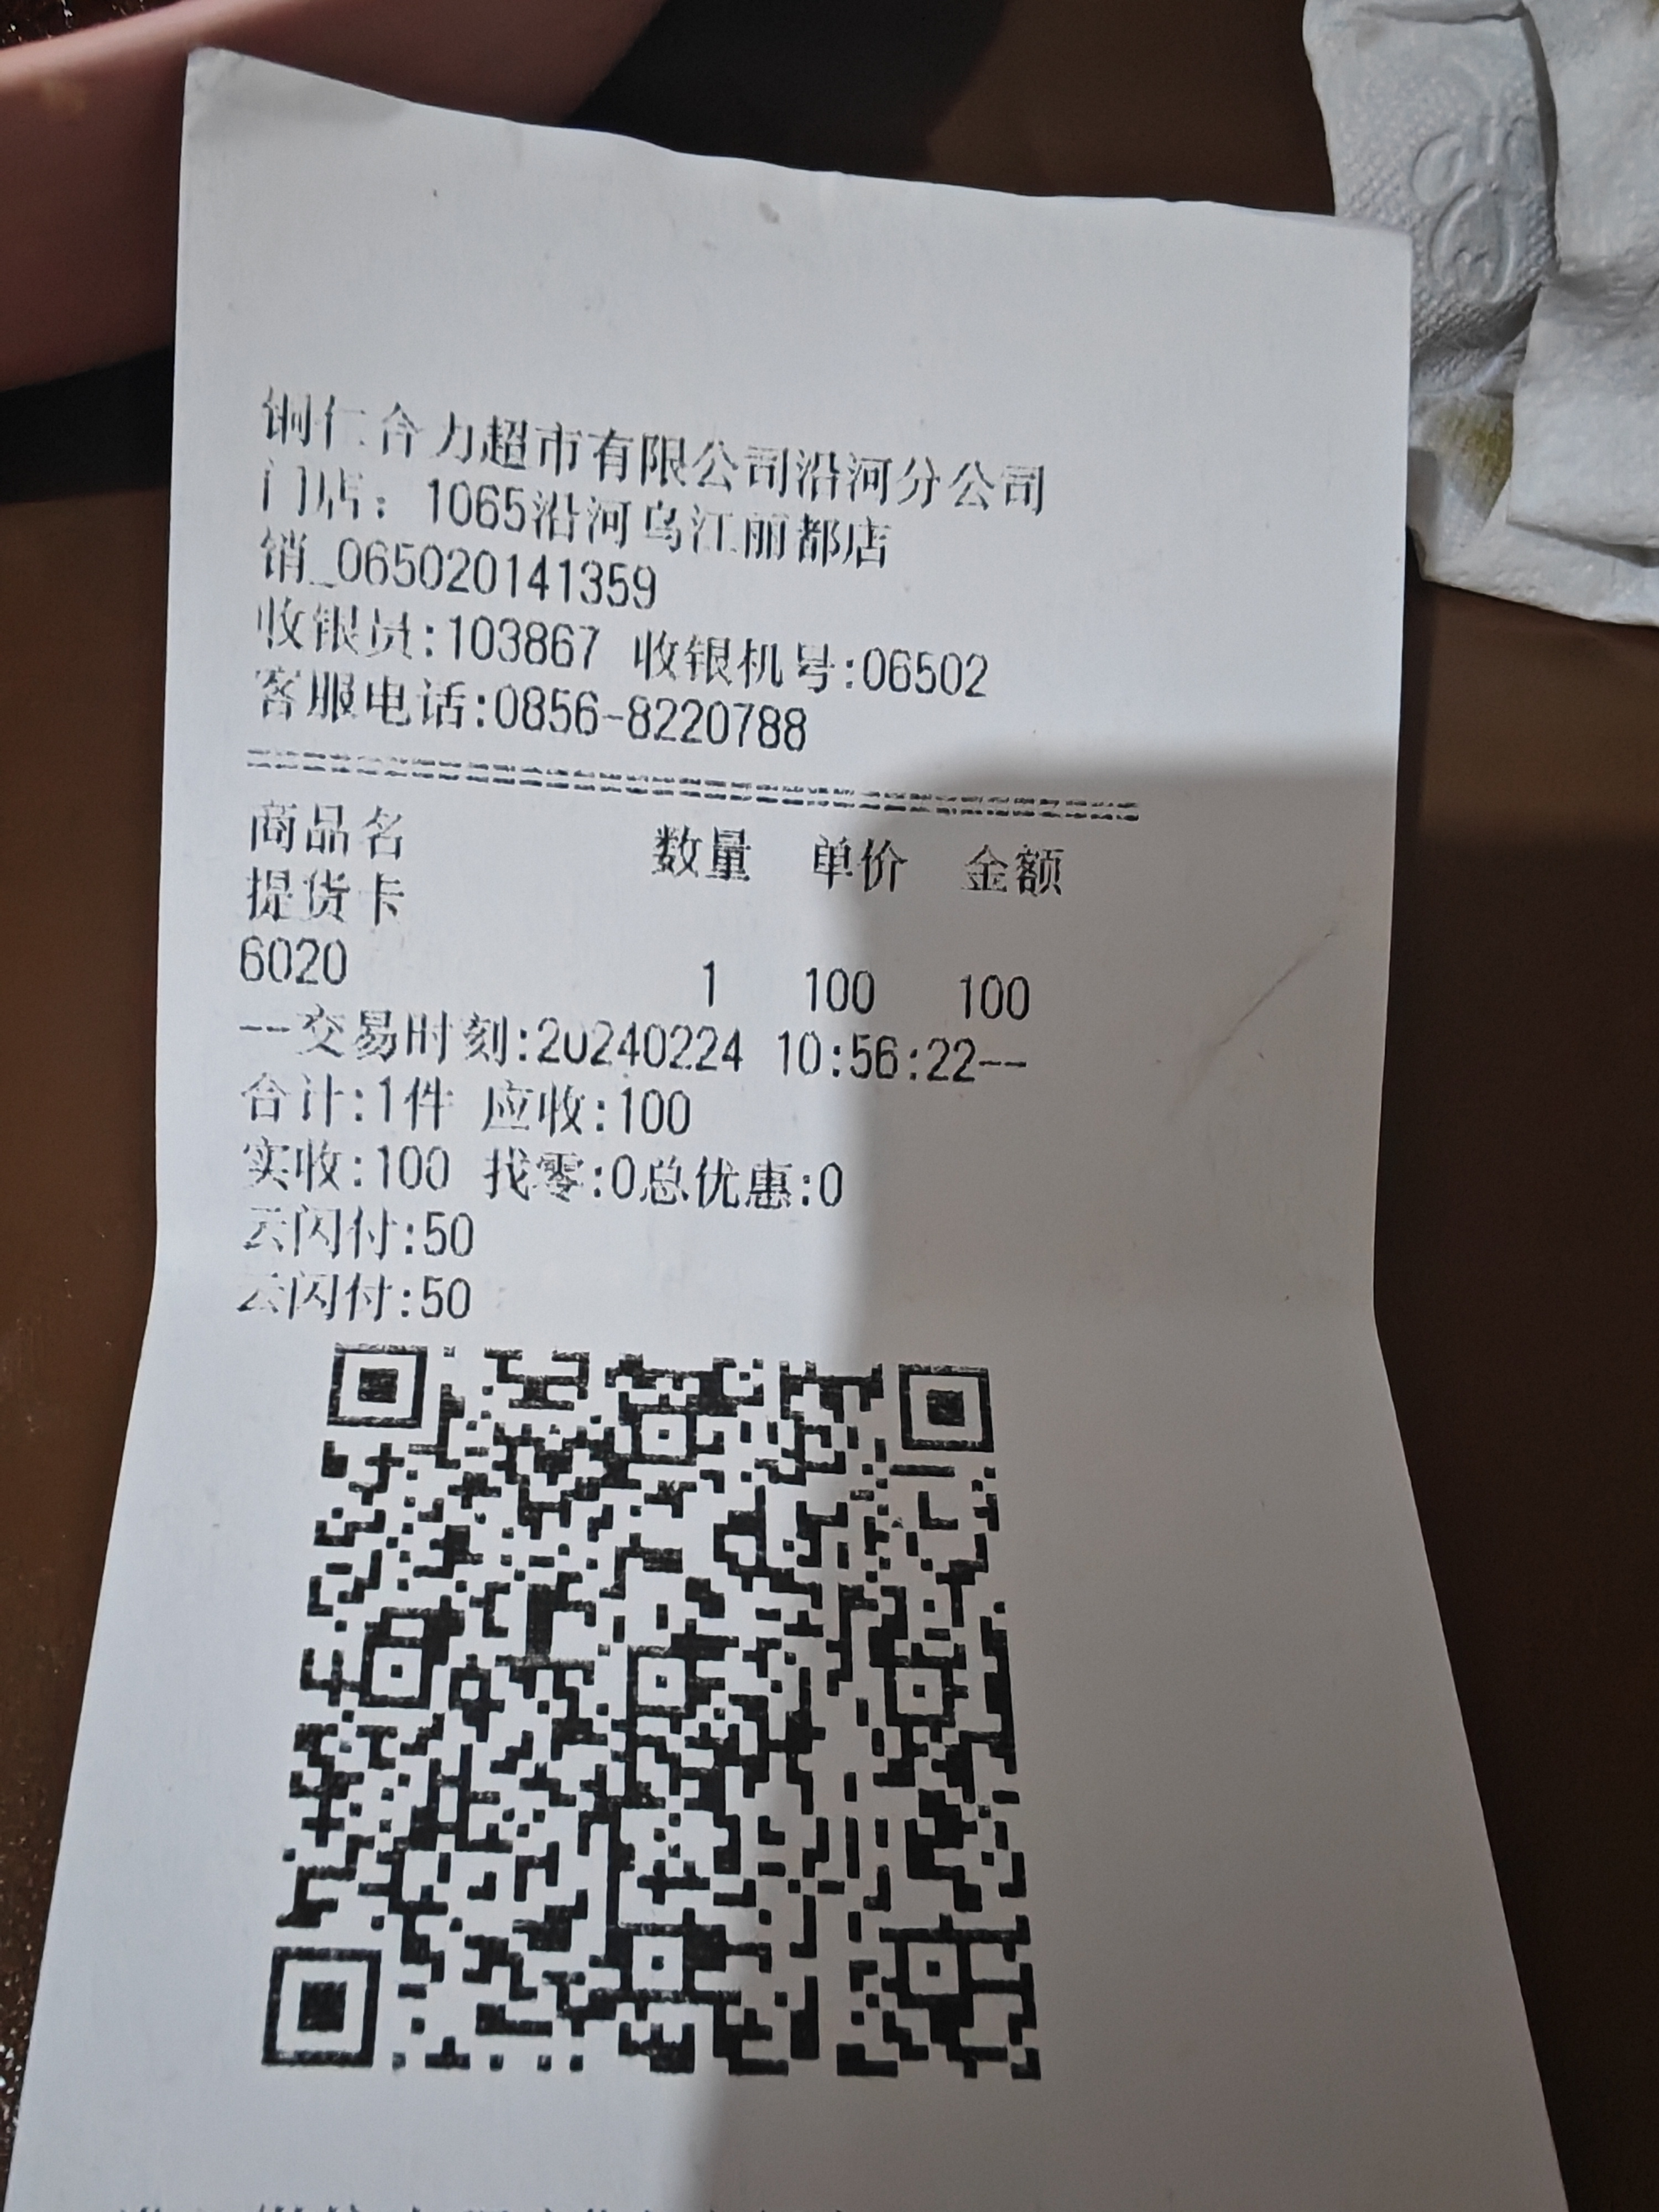 铜仁合力超市有限公司沿河分公司
门店：1065沿河乌江丽都店
销_065020141359
收银员:103867 收银机号:06502
客服电话:0856-8220788
商品名 数量 单价 金额
提货卡
6020 1 100 100
--交易时刻:20240224 10:56:22--
合计:1件 应收:100
实收:100 找零:0总优惠:0
云闪付:50
云闪付:50